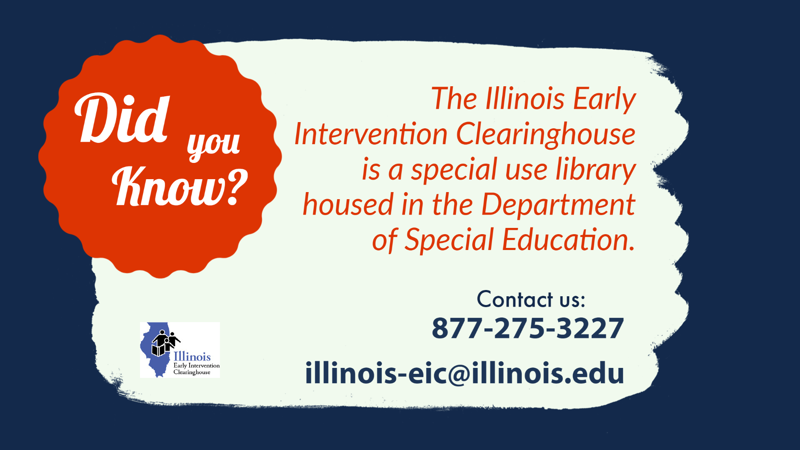 Did you
Know?
The Illinois Early
Intervention Clearinghouse
is a special use library
housed in the Department
of Special Education.
Contact us:
877-275-3227
illinois-eic@illinois.edu
Illinois
Early Intervention
Clearinghouse